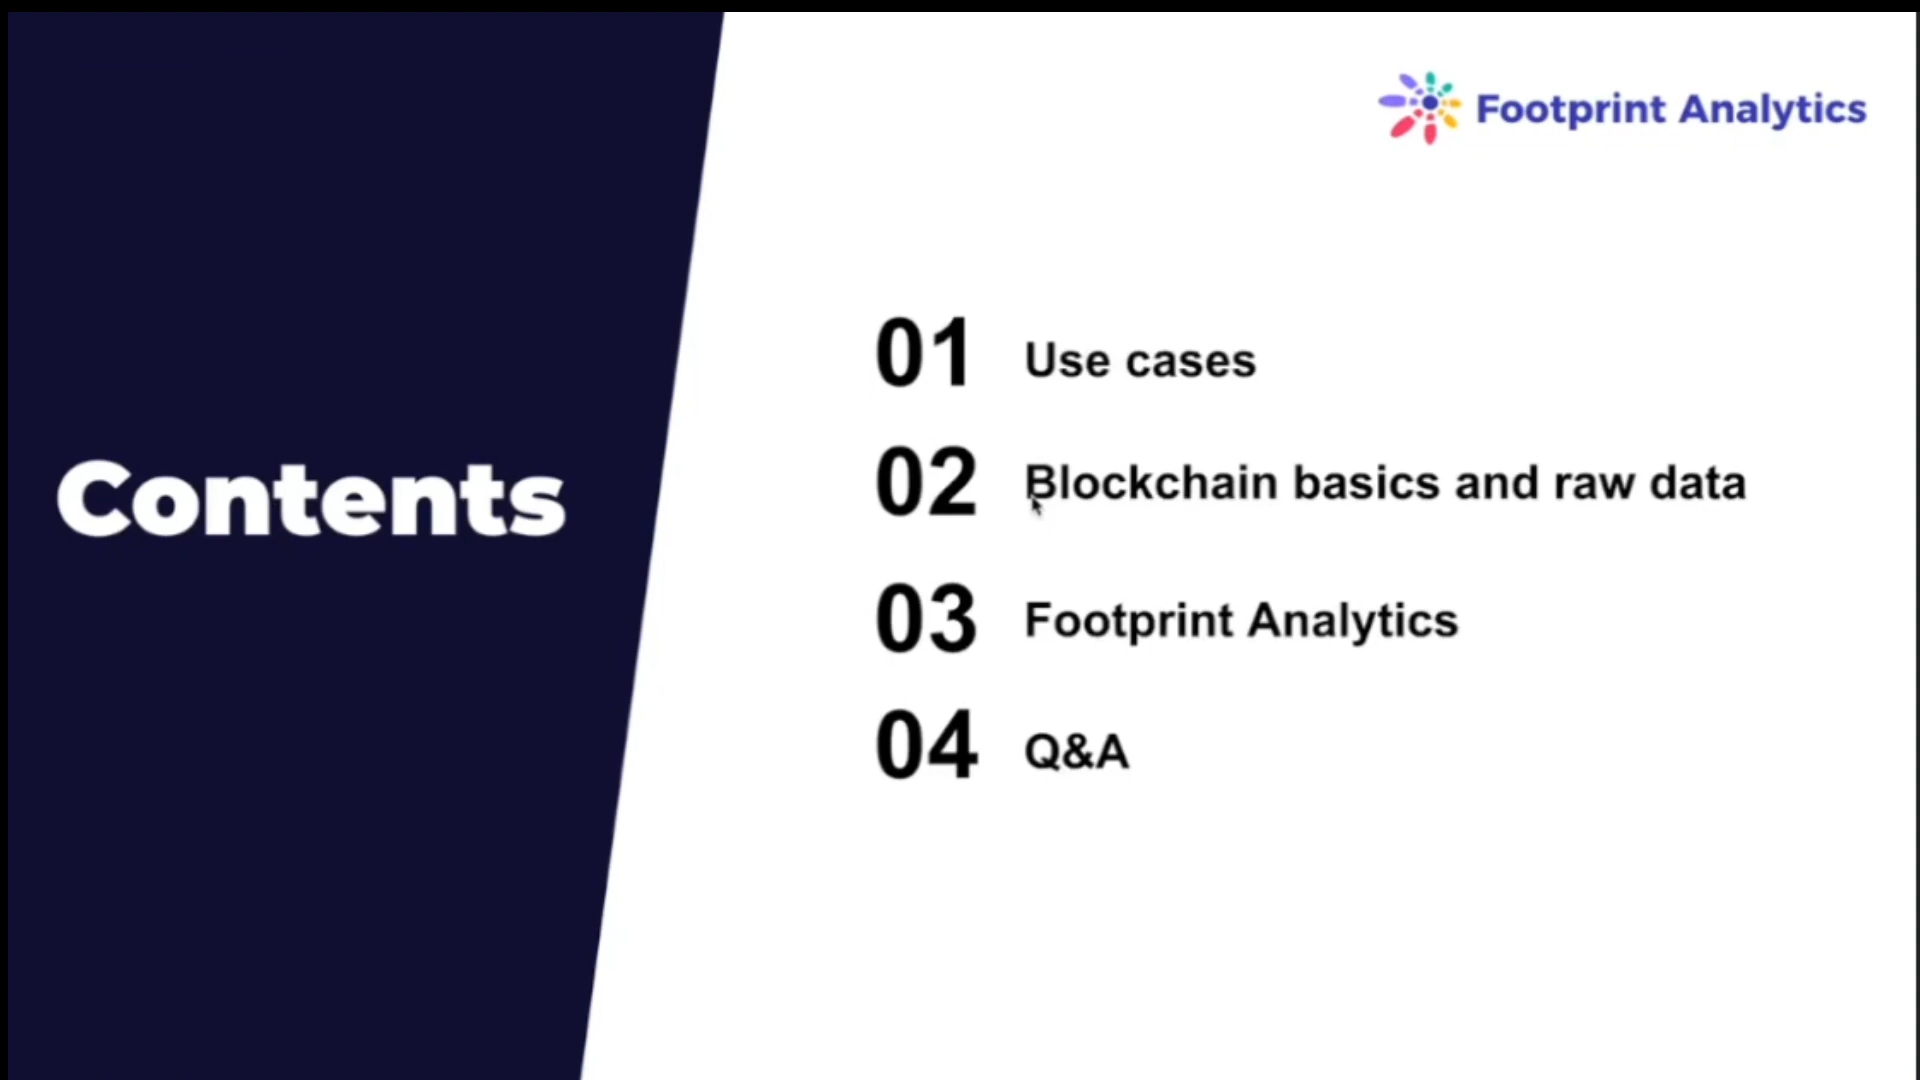 Footprint Analytics
Contents
01 Use cases
02 Blockchain basics and raw data
03 Footprint Analytics
04 Q&A